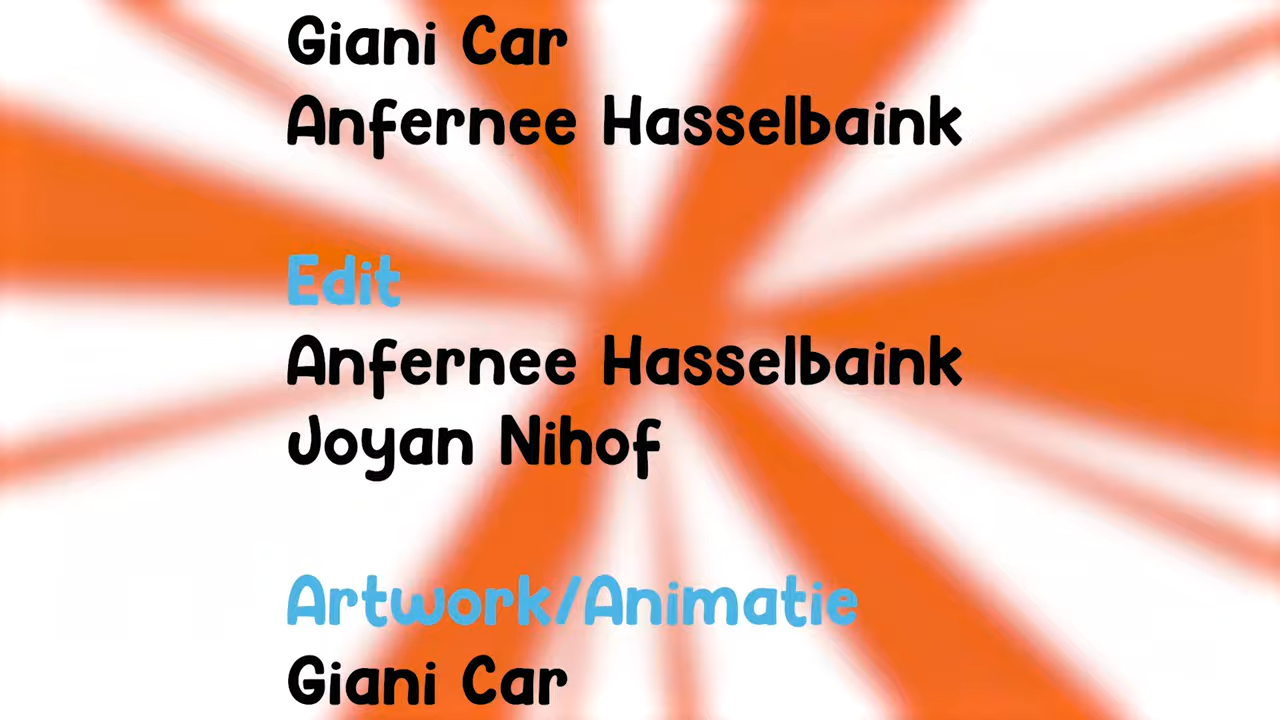 Giani Car
Anfernee Hasselbaink
Edit
Anfernee Hasselbaink
Joyan Nihof
Artwork/Animatie
Giani Car